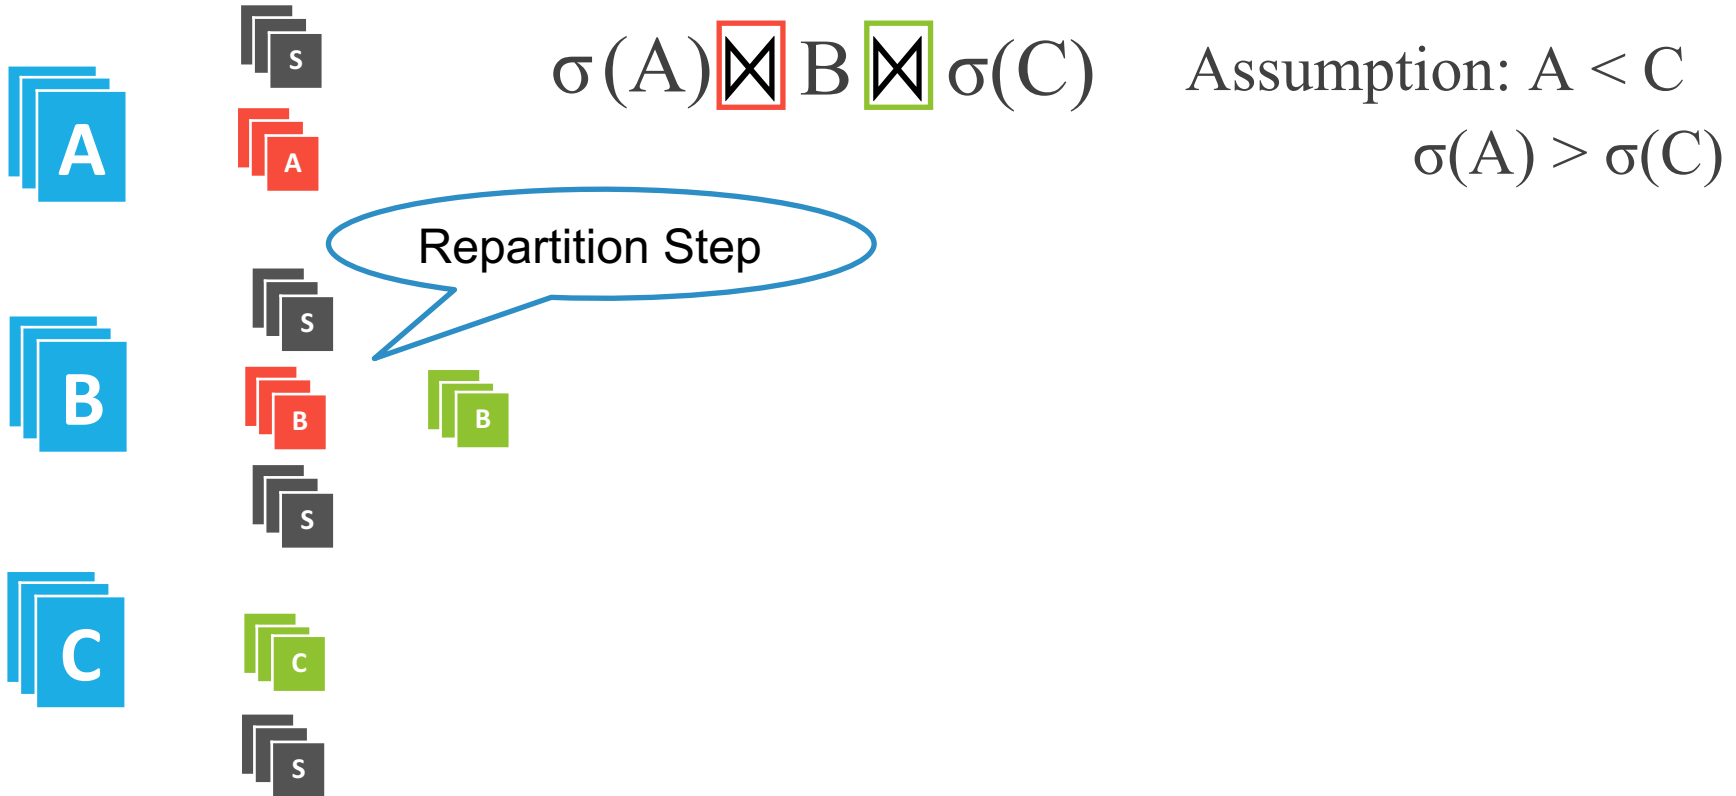 S
σ(A) ⋈ B ⋈ σ(C)
Assumption: A < C
σ(A) > σ(C)
A
A
Repartition Step
S
B
B
B
S
C
C
S